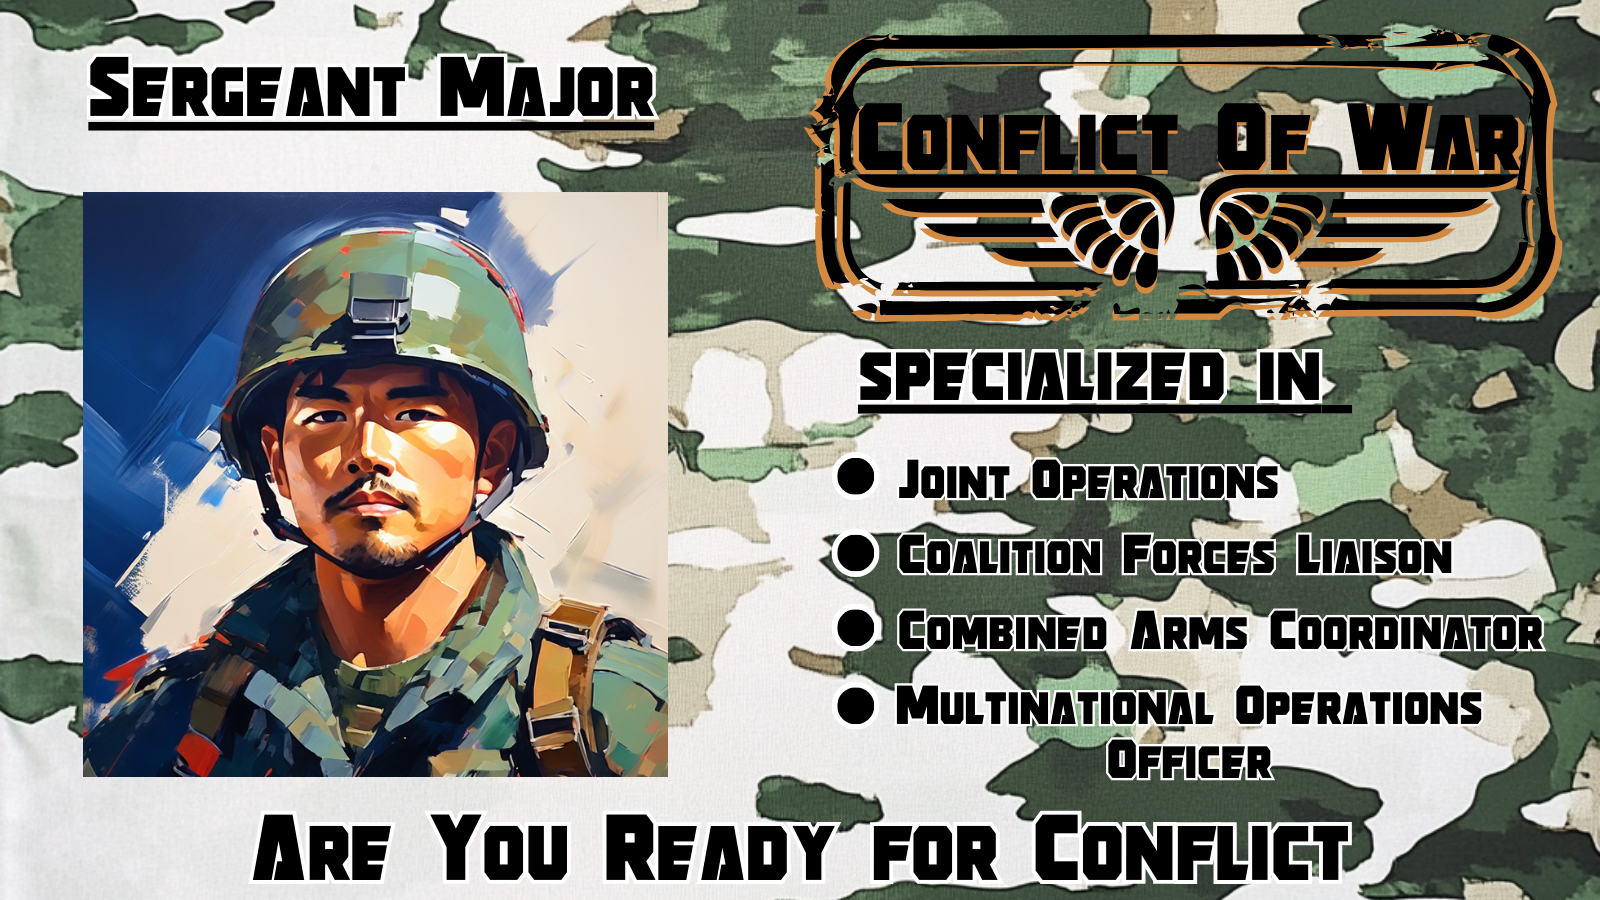 Sergeant Major
Conflict Of War
SPECIALIZED IN
Joint Operations
Coalition Forces Liaison
Combined Arms Coordinator
Multinational Operations
Officer
Are You Ready for Conflict